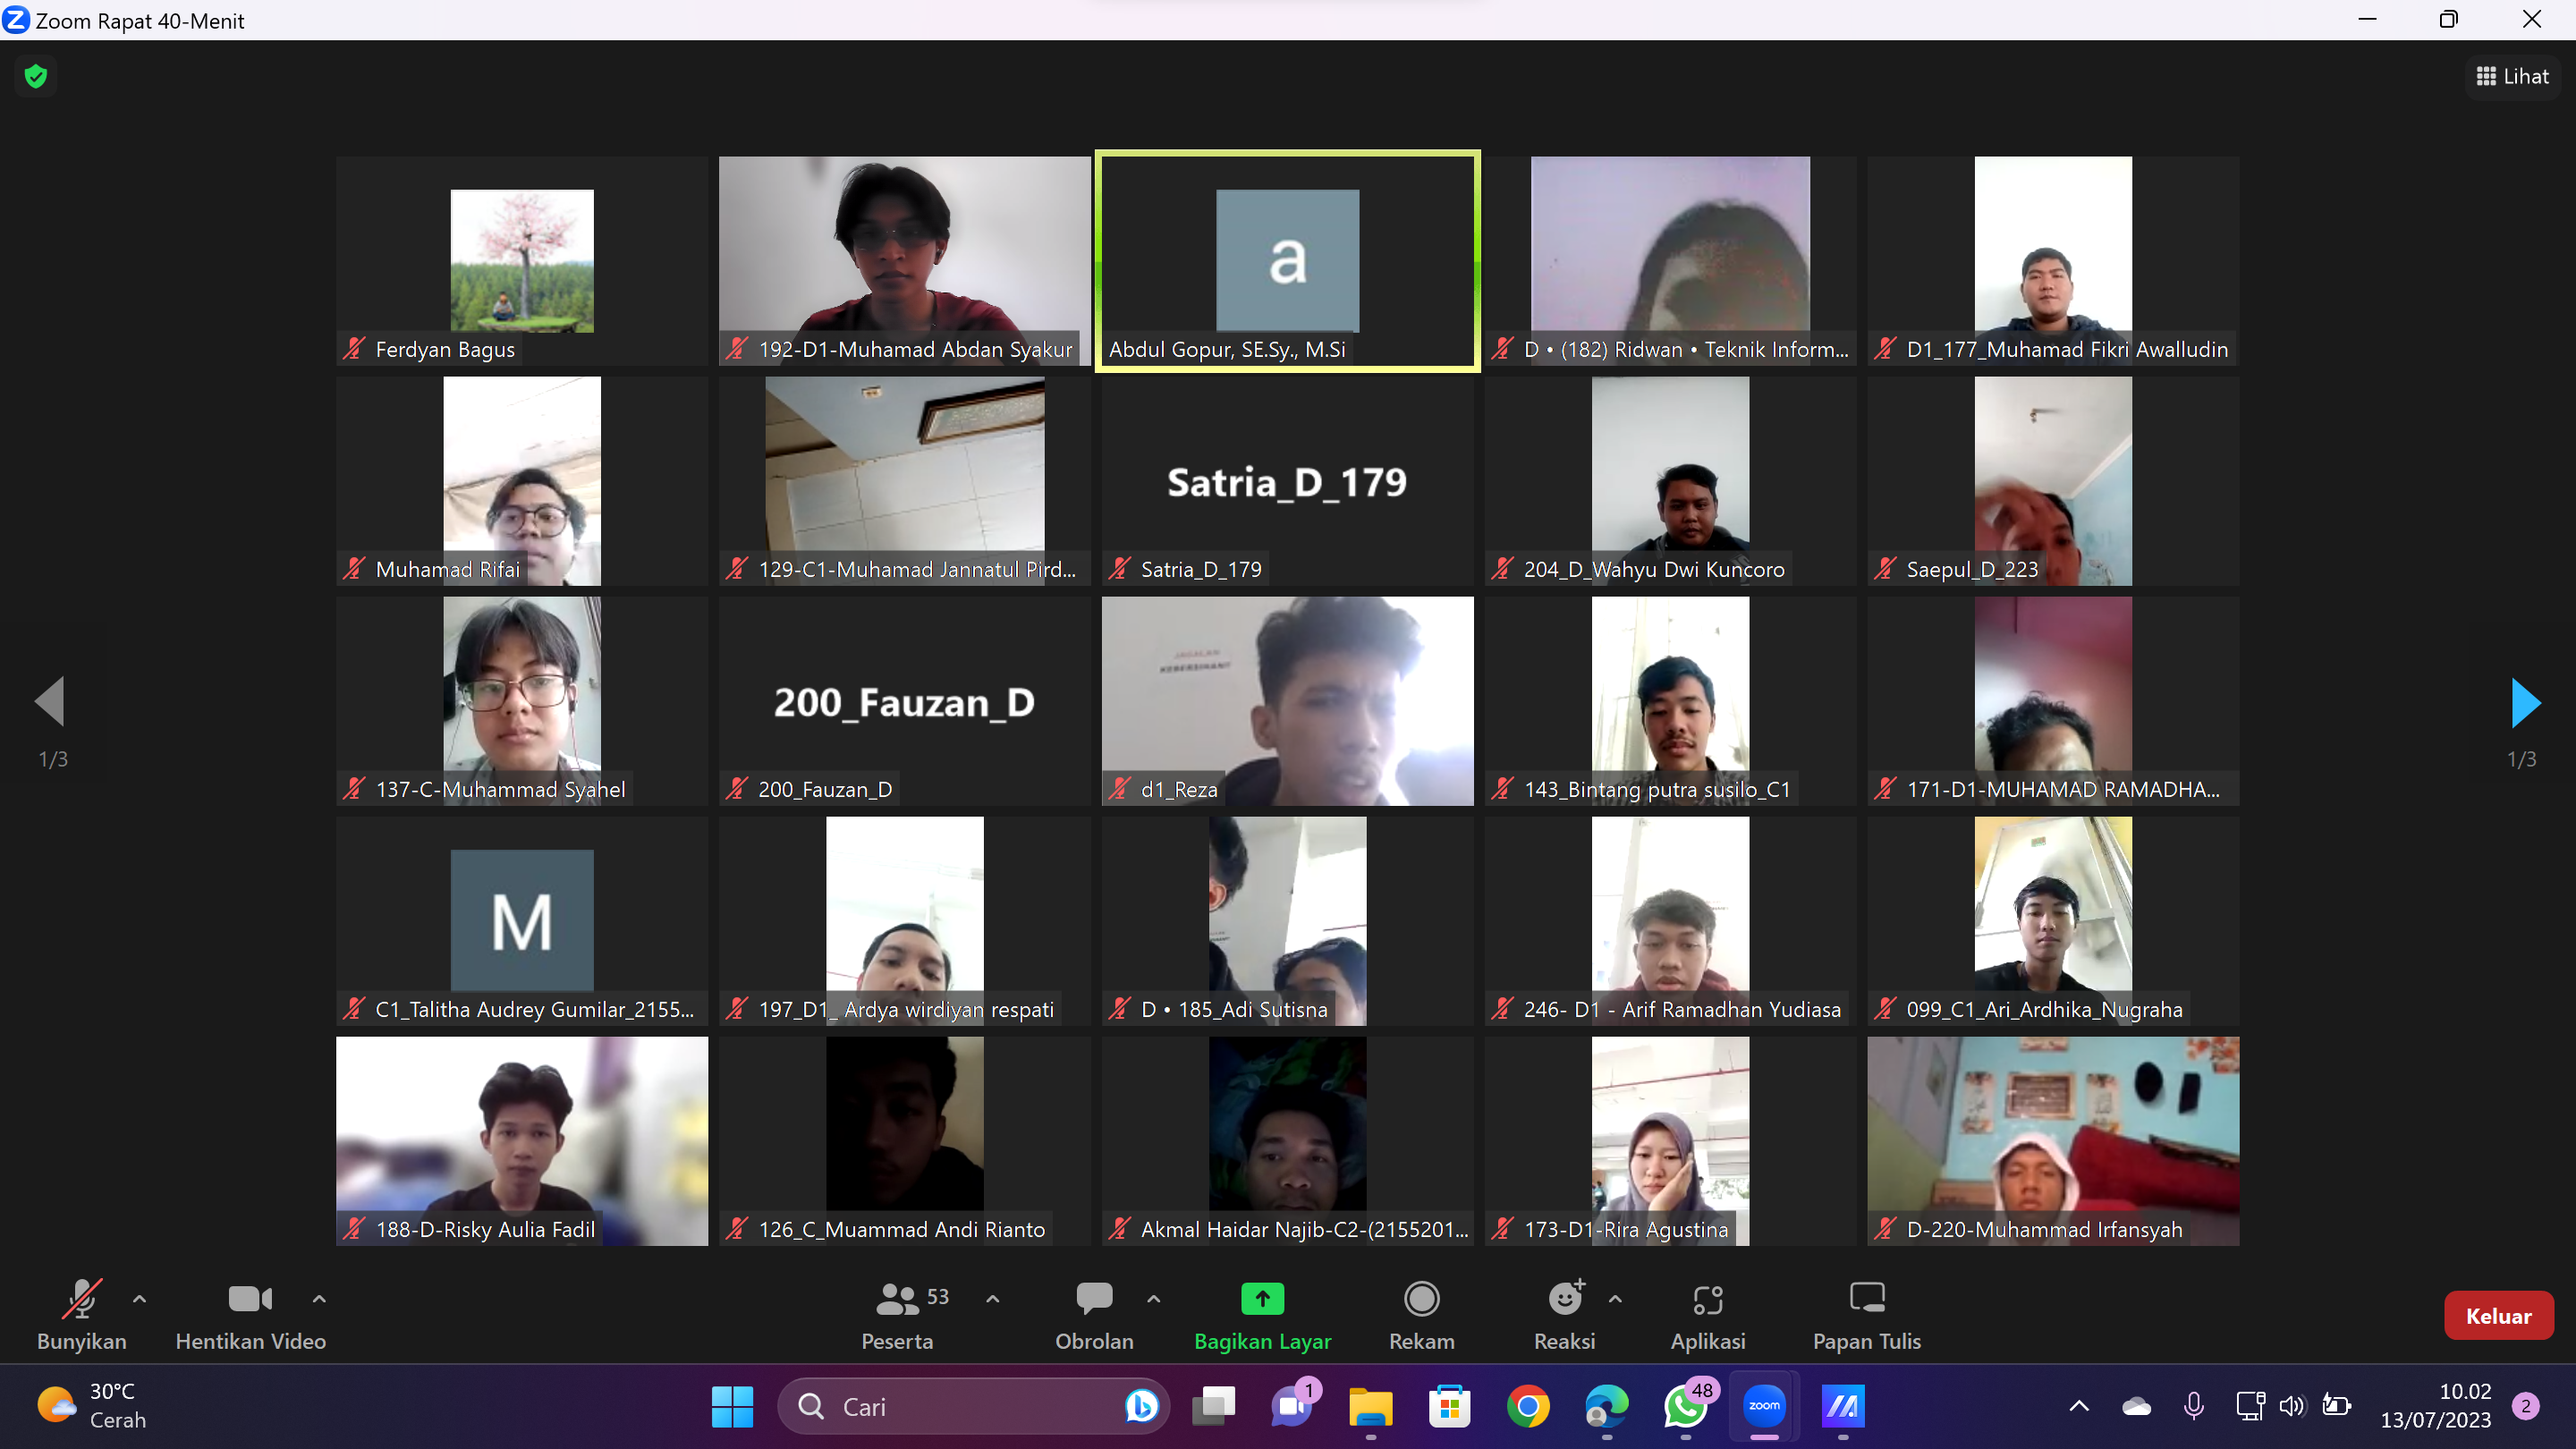 Zoom Rapat 40-Menit
Lihat
a
Ferdyan Bagus
192-D1-Muhamad Abdan Syakur
Abdul Gopur, SE.Sy., M.Si
D • (182) Ridwan • Teknik Inform...
D1_177_Muhamad Fikri Awalludin
Satria_D_179
Muhamad Rifai
129-C1-Muhamad Jannatul Pird...
Satria_D_179
204_D_Wahyu Dwi Kuncoro
Saepul_D_223
200_Fauzan_D
JAGALAH
KEBERSIHAN
1/3
1/3
137-C-Muhammad Syahel
200_Fauzan_D
d1_Reza
143_Bintang putra susilo_C1
171-D1-MUHAMAD RAMADHA...
M
C1_Talitha Audrey Gumilar_2155...
197_D1_ Ardya wirdiyan respati
D • 185_Adi Sutisna
246- D1 - Arif Ramadhan Yudiasa
099_C1_Ari_Ardhika_Nugraha
188-D-Risky Aulia Fadil
126_C_Muammad Andi Rianto
Akmal Haidar Najib-C2-(2155201...
173-D1-Rira Agustina
D-220-Muhammad Irfansyah
53
Bunyikan
Hentikan Video
Peserta
Obrolan
Bagikan Layar
Rekam
Reaksi
Aplikasi
Papan Tulis
Keluar
30°C
Cerah
Cari
1
48
zoom
10.02
13/07/2023
2